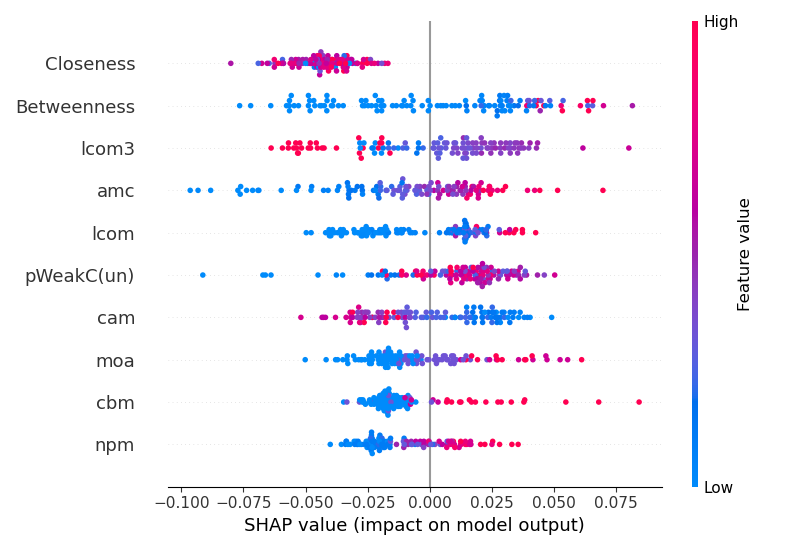 High
Closeness
Betweenness
lcom3
amc
lcom
pWeakC(un)
cam
moa
cbm
npm
Feature value
Low
−0.100 −0.075 −0.050 −0.025 0.000 0.025 0.050 0.075
SHAP value (impact on model output)